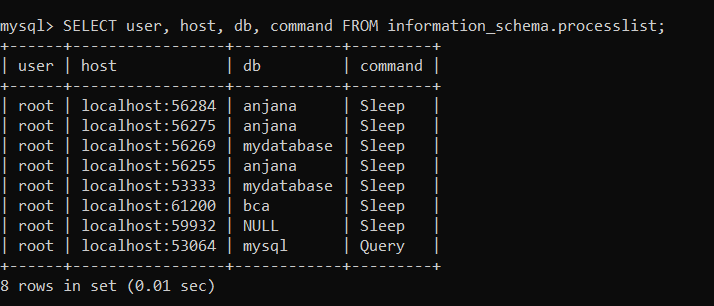 mysql> SELECT user, host, db, command FROM information_schema.processlist;
+------+-----------------+------------+---------+
| user | host            | db         | command |
+------+-----------------+------------+---------+
| root | localhost:56284 | anjana     | Sleep   |
| root | localhost:56275 | anjana     | Sleep   |
| root | localhost:56269 | mydatabase | Sleep   |
| root | localhost:56255 | anjana     | Sleep   |
| root | localhost:53333 | mydatabase | Sleep   |
| root | localhost:61200 | bca        | Sleep   |
| root | localhost:59932 | NULL       | Sleep   |
| root | localhost:53064 | mysql      | Query   |
+------+-----------------+------------+---------+
8 rows in set (0.01 sec)